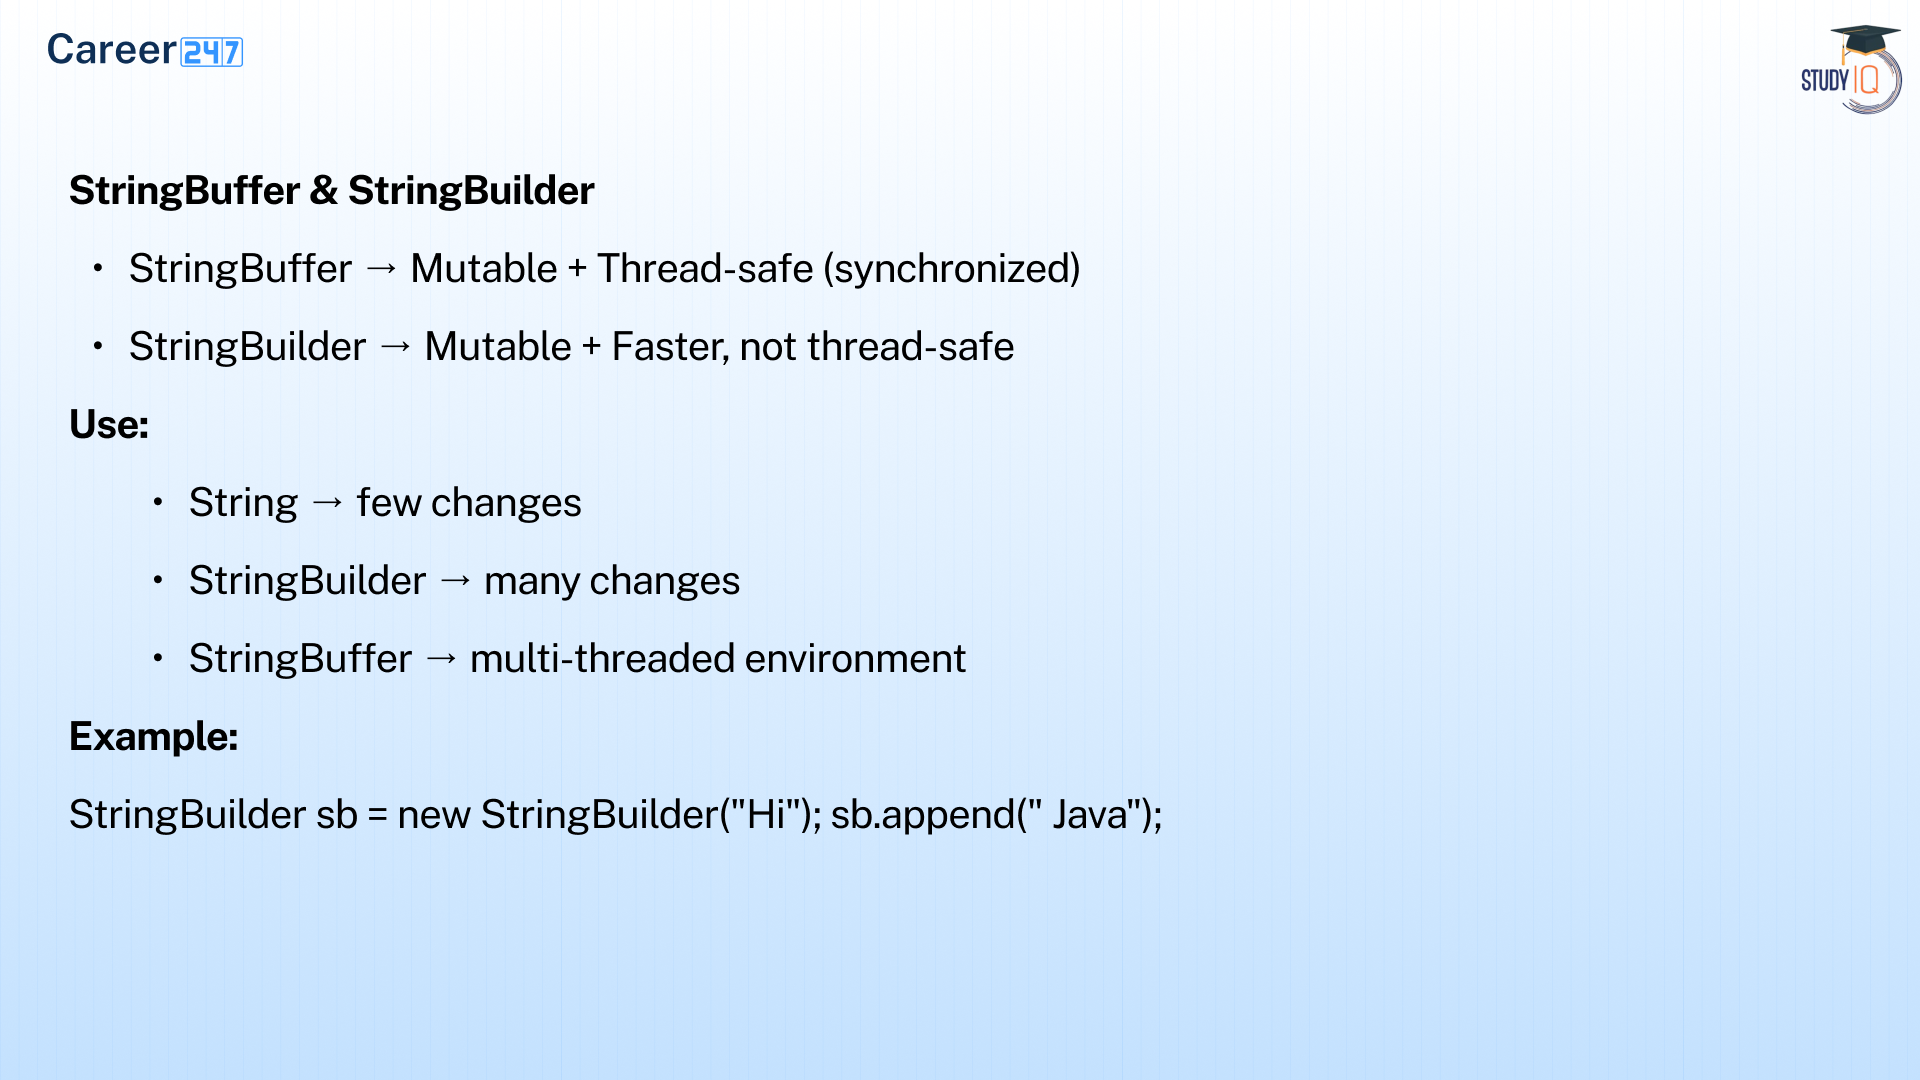 Career247
STUDY IQ
StringBuffer & StringBuilder
• StringBuffer → Mutable + Thread-safe (synchronized)
• StringBuilder → Mutable + Faster, not thread-safe
Use:
• String → few changes
• StringBuilder → many changes
• StringBuffer → multi-threaded environment
Example:
StringBuilder sb = new StringBuilder("Hi"); sb.append(" Java");